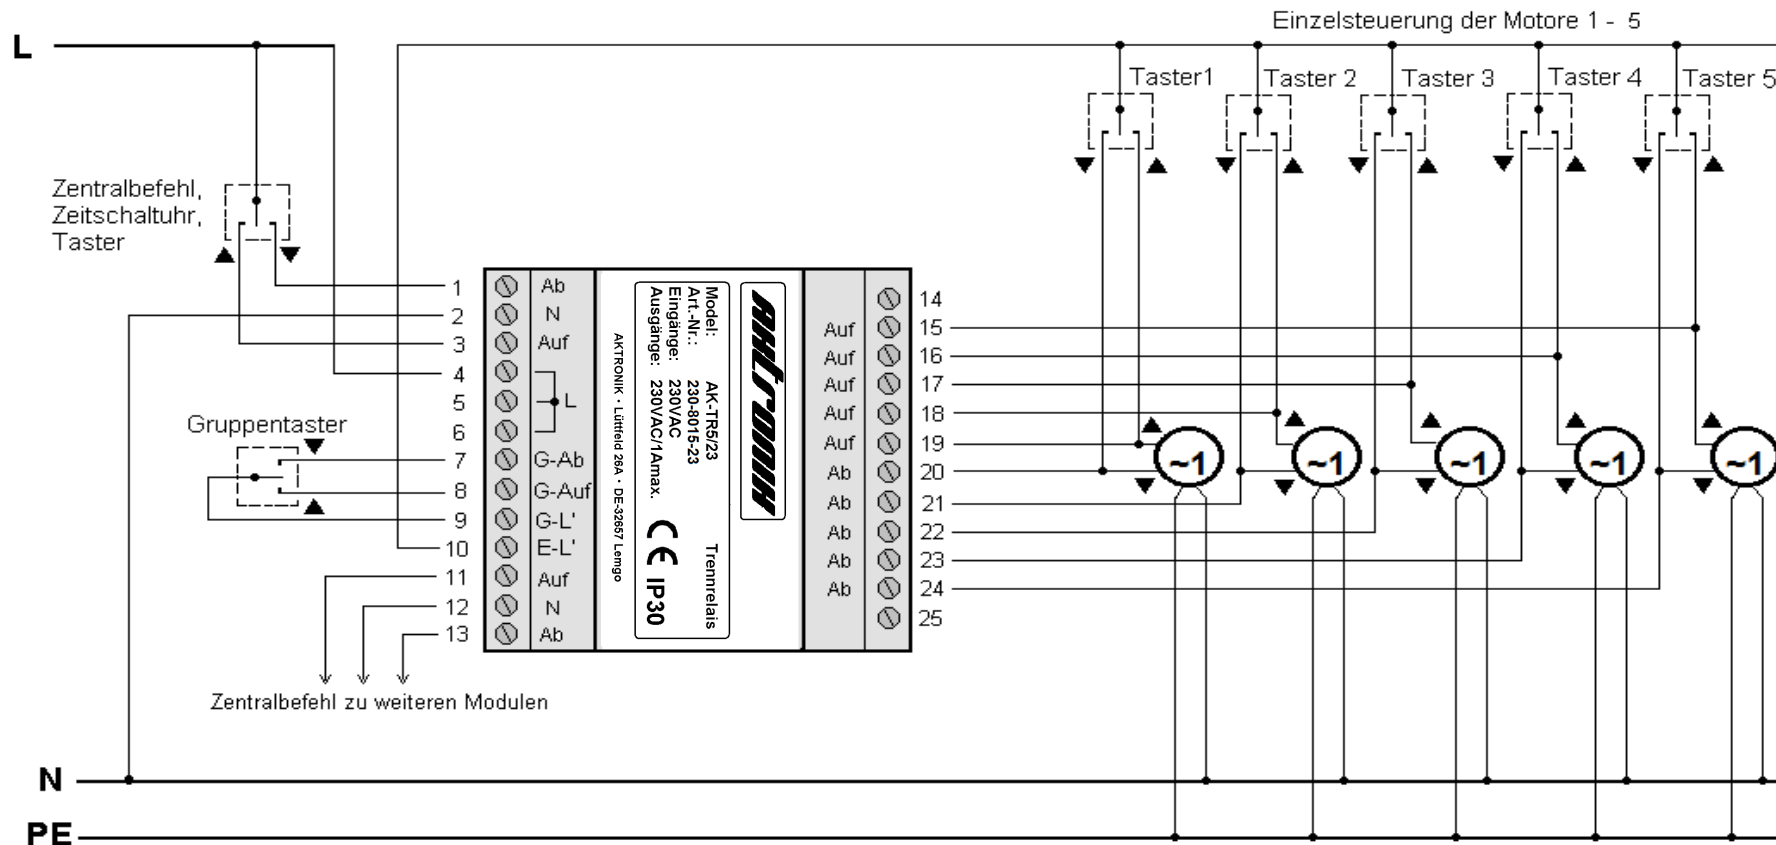 Einzelsteuerung der Motore 1 - 5
L
Taster1
Taster 2
Taster 3
Taster 4
Taster 5
Zentralbefehl,
Zeitschaltuhr,
Taster
1 Ab
2 N
3 Auf
4
5 L
6
Gruppentaster
7 G-Ab
8 G-Auf
9 G-L'
10 E-L'
11 Auf
12 N
13 Ab
Zentralbefehl zu weiteren Modulen
AKtronik
Model: AK-TR5/23 Trennrelais
Art.-Nr.: 230-8015-23
Eingänge: 230VAC
Ausgänge: 230VAC/1Amax.
CE IP30
AKTRONIK · Lüttfeld 26A · DE-32657 Lemgo
14
Auf 15
Auf 16
Auf 17
Auf 18
Auf 19
Ab 20
Ab 21
Ab 22
Ab 23
Ab 24
25
~1
~1
~1
~1
~1
N
PE